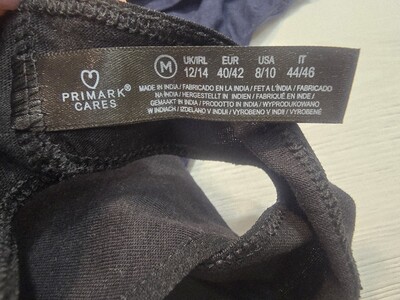 PRIMARK®
CARES
M
UK/IRL EUR USA IT
12/14 40/42 8/10 44/46
MADE IN INDIA / FABRICADO EN LA INDIA / FET A L'ÍNDIA / FABRICADO
NA ÍNDIA / HERGESTELLT IN INDIEN / FABRIQUÉ EN INDE /
GEMAAKT IN INDIA / PRODOTTO IN INDIA / WYPRODUKOWANO
W INDIACH / IZDELANO V INDIJI / VYROBENO V INDII / VYROBENÉ V INDII